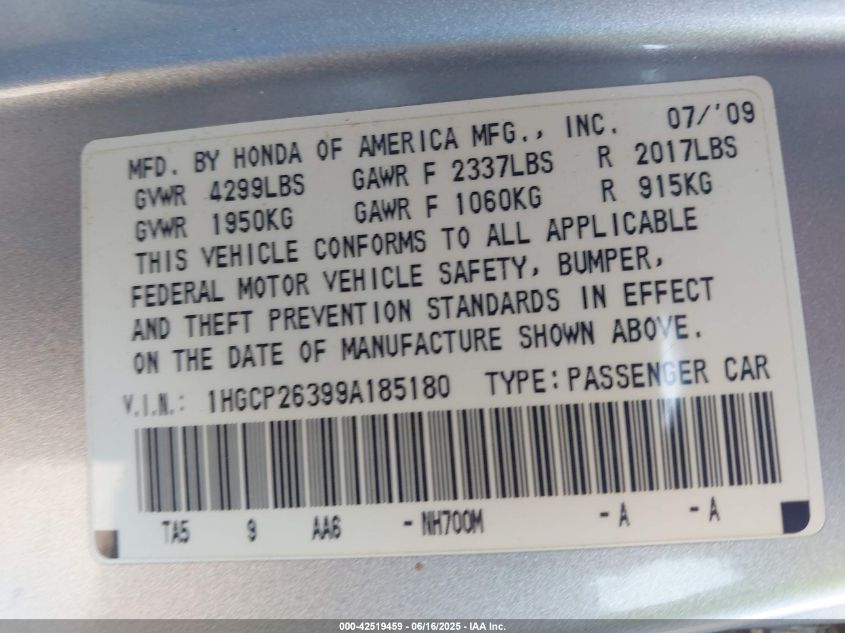 MFD. BY HONDA OF AMERICA MFG., INC. 07/'09
GVWR 4299LBS GAWR F 2337LBS R 2017LBS
GVWR 1950KG GAWR F 1060KG R 915KG
THIS VEHICLE CONFORMS TO ALL APPLICABLE
FEDERAL MOTOR VEHICLE SAFETY, BUMPER,
AND THEFT PREVENTION STANDARDS IN EFFECT
ON THE DATE OF MANUFACTURE SHOWN ABOVE.
V.I.N.: 1HGCP26399A185180 TYPE: PASSENGER CAR
TA5 9 AA6 - NH700M - A - A
000-42519459 - 06/16/2025 - IAA Inc.